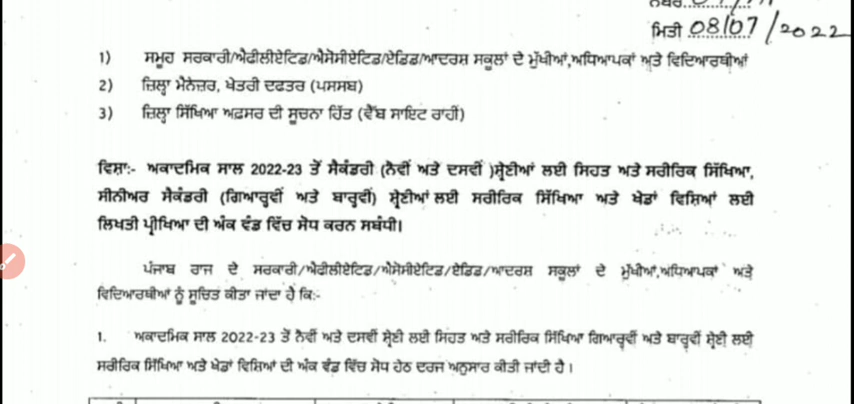 ਮਿਤੀ 08/07/2022
1) ਸਮੂਹ ਸਰਕਾਰੀ/ਐਫੀਲੀਏਟਿਡ/ਐਸੋਸੀਏਟਿਡ/ਏਡਿਡ/ਆਦਰਸ਼ ਸਕੂਲਾਂ ਦੇ ਮੁੱਖੀਆਂ,ਅਧਿਆਪਕਾਂ ਅਤੇ ਵਿਦਿਆਰਥੀਆਂ
2) ਜ਼ਿਲ੍ਹਾ ਮੈਨੇਜ਼ਰ, ਖੇਤਰੀ ਦਫਤਰ (ਪਸਸਬ)
3) ਜ਼ਿਲ੍ਹਾ ਸਿੱਖਿਆ ਅਫ਼ਸਰ ਦੀ ਸੂਚਨਾ ਹਿੱਤ (ਵੈੱਬ ਸਾਇਟ ਰਾਹੀਂ)
ਵਿਸ਼ਾ:- ਅਕਾਦਮਿਕ ਸਾਲ 2022-23 ਤੋਂ ਸੈਕੰਡਰੀ (ਨੌਵੀਂ ਅਤੇ ਦਸਵੀਂ )ਸ਼੍ਰੇਣੀਆਂ ਲਈ ਸਿਹਤ ਅਤੇ ਸਰੀਰਿਕ ਸਿੱਖਿਆ,
ਸੀਨੀਅਰ ਸੈਕੰਡਰੀ (ਗਿਆਰ੍ਹਵੀਂ ਅਤੇ ਬਾਰ੍ਹਵੀਂ) ਸ਼੍ਰੇਣੀਆਂ ਲਈ ਸਰੀਰਿਕ ਸਿੱਖਿਆ ਅਤੇ ਖੇਡਾਂ ਵਿਸ਼ਿਆਂ ਲਈ
ਲਿਖਤੀ ਪ੍ਰੀਖਿਆ ਦੀ ਅੰਕ ਵੰਡ ਵਿੱਚ ਸੋਧ ਕਰਨ ਸਬੰਧੀ।
ਪੰਜਾਬ ਰਾਜ ਦੇ ਸਰਕਾਰੀ/ਐਫੀਲੀਏਟਿਡ/ਐਸੋਸੀਏਟਿਡ/ਏਡਿਡ/ਆਦਰਸ਼ ਸਕੂਲਾਂ ਦੇ ਮੁੱਖੀਆਂ,ਅਧਿਆਪਕਾਂ ਅਤੇ
ਵਿਦਿਆਰਥੀਆਂ ਨੂੰ ਸੂਚਿਤ ਕੀਤਾ ਜਾਂਦਾ ਹੈ ਕਿ:-
1. ਅਕਾਦਮਿਕ ਸਾਲ 2022-23 ਤੋਂ ਨੌਵੀਂ ਅਤੇ ਦਸਵੀਂ ਸ਼੍ਰੇਣੀ ਲਈ ਸਿਹਤ ਅਤੇ ਸਰੀਰਿਕ ਸਿੱਖਿਆ ਗਿਆਰ੍ਹਵੀਂ ਅਤੇ ਬਾਰ੍ਹਵੀਂ ਸ਼੍ਰੇਣੀ ਲਈ
ਸਰੀਰਿਕ ਸਿੱਖਿਆ ਅਤੇ ਖੇਡਾਂ ਵਿਸ਼ਿਆਂ ਦੀ ਅੰਕ ਵੰਡ ਵਿੱਚ ਸੋਧ ਹੇਠ ਦਰਜ ਅਨੁਸਾਰ ਕੀਤੀ ਜਾਂਦੀ ਹੈ।